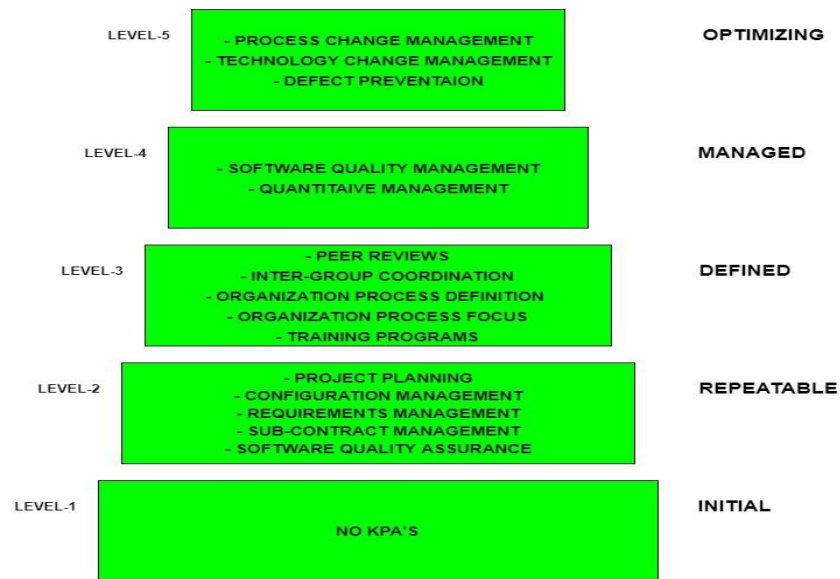 LEVEL-5
- PROCESS CHANGE MANAGEMENT
- TECHNOLOGY CHANGE MANAGEMENT
- DEFECT PREVENTAION
OPTIMIZING
LEVEL-4
- SOFTWARE QUALITY MANAGEMENT
- QUANTITAIVE MANAGEMENT
MANAGED
LEVEL-3
- PEER REVIEWS
- INTER-GROUP COORDINATION
- ORGANIZATION PROCESS DEFINITION
- ORGANIZATION PROCESS FOCUS
- TRAINING PROGRAMS
DEFINED
LEVEL-2
- PROJECT PLANNING
- CONFIGURATION MANAGEMENT
- REQUIREMENTS MANAGEMENT
- SUB-CONTRACT MANAGEMENT
- SOFTWARE QUALITY ASSURANCE
REPEATABLE
LEVEL-1
NO KPA'S
INITIAL